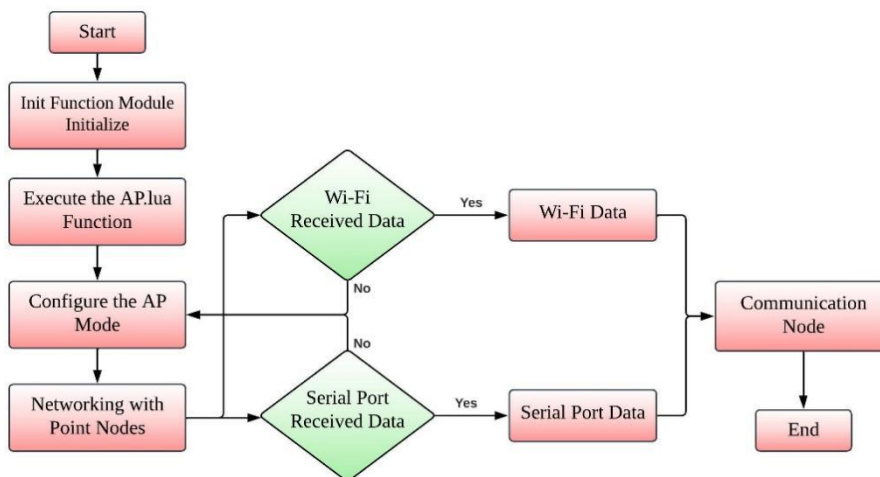 Start
Init Function Module
Initialize
Execute the AP.lua
Function
Configure the AP
Mode
Networking with
Point Nodes
Wi-Fi
Received Data
Yes
No
Wi-Fi Data
No
Serial Port
Received Data
Yes
Serial Port Data
Communication
Node
End